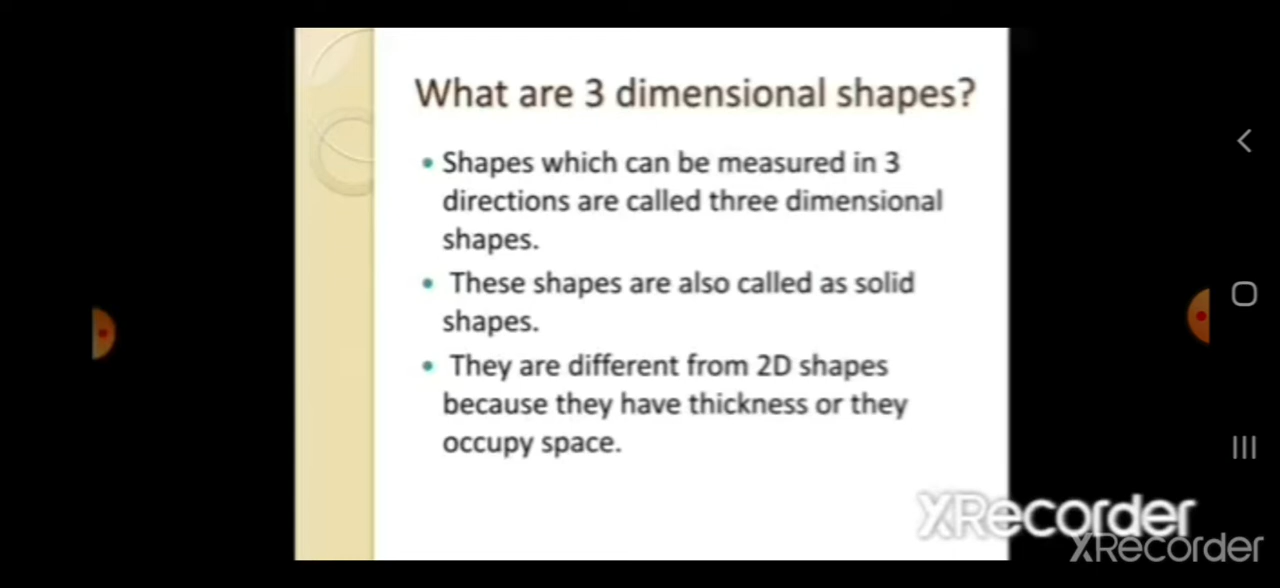 What are 3 dimensional shapes?
• Shapes which can be measured in 3
directions are called three dimensional
shapes.
• These shapes are also called as solid
shapes.
• They are different from 2D shapes
because they have thickness or they
occupy space.
XRecorder
XRecorder